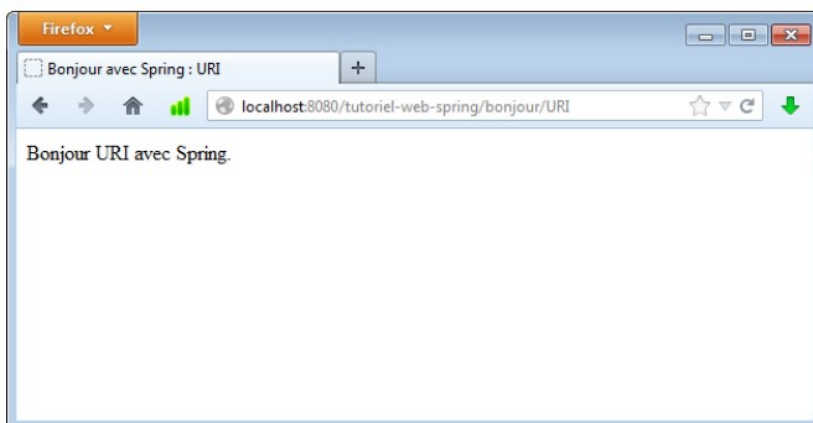 Firefox
Bonjour avec Spring : URI
localhost:8080/tutoriel-web-spring/bonjour/URI
Bonjour URI avec Spring.